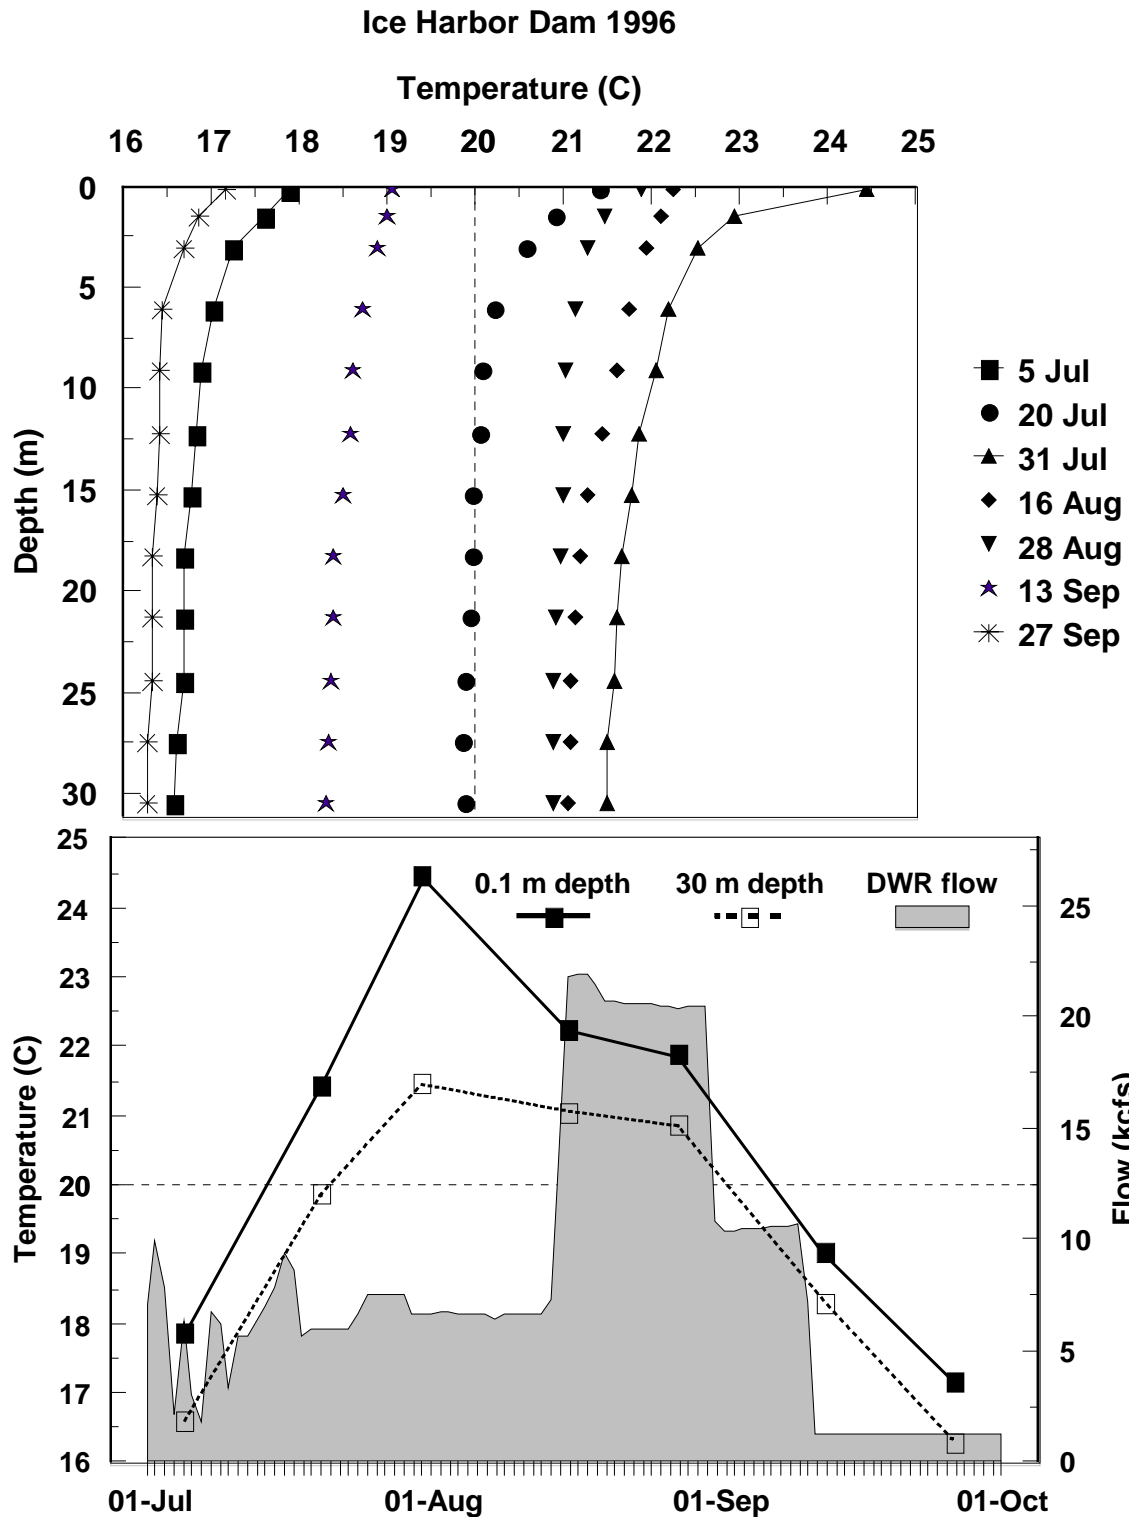 Ice Harbor Dam 1996
Temperature (C)
16 17 18 19 20 21 22 23 24 25
0
5
10
15
20
25
30
Depth (m)
5 Jul
20 Jul
31 Jul
16 Aug
28 Aug
13 Sep
27 Sep
25
24
23
22
21
20
19
18
17
16
Temperature (C)
0.1 m depth 30 m depth DWR flow
25
20
15
10
5
0
Flow (kcfs)
01-Jul 01-Aug 01-Sep 01-Oct